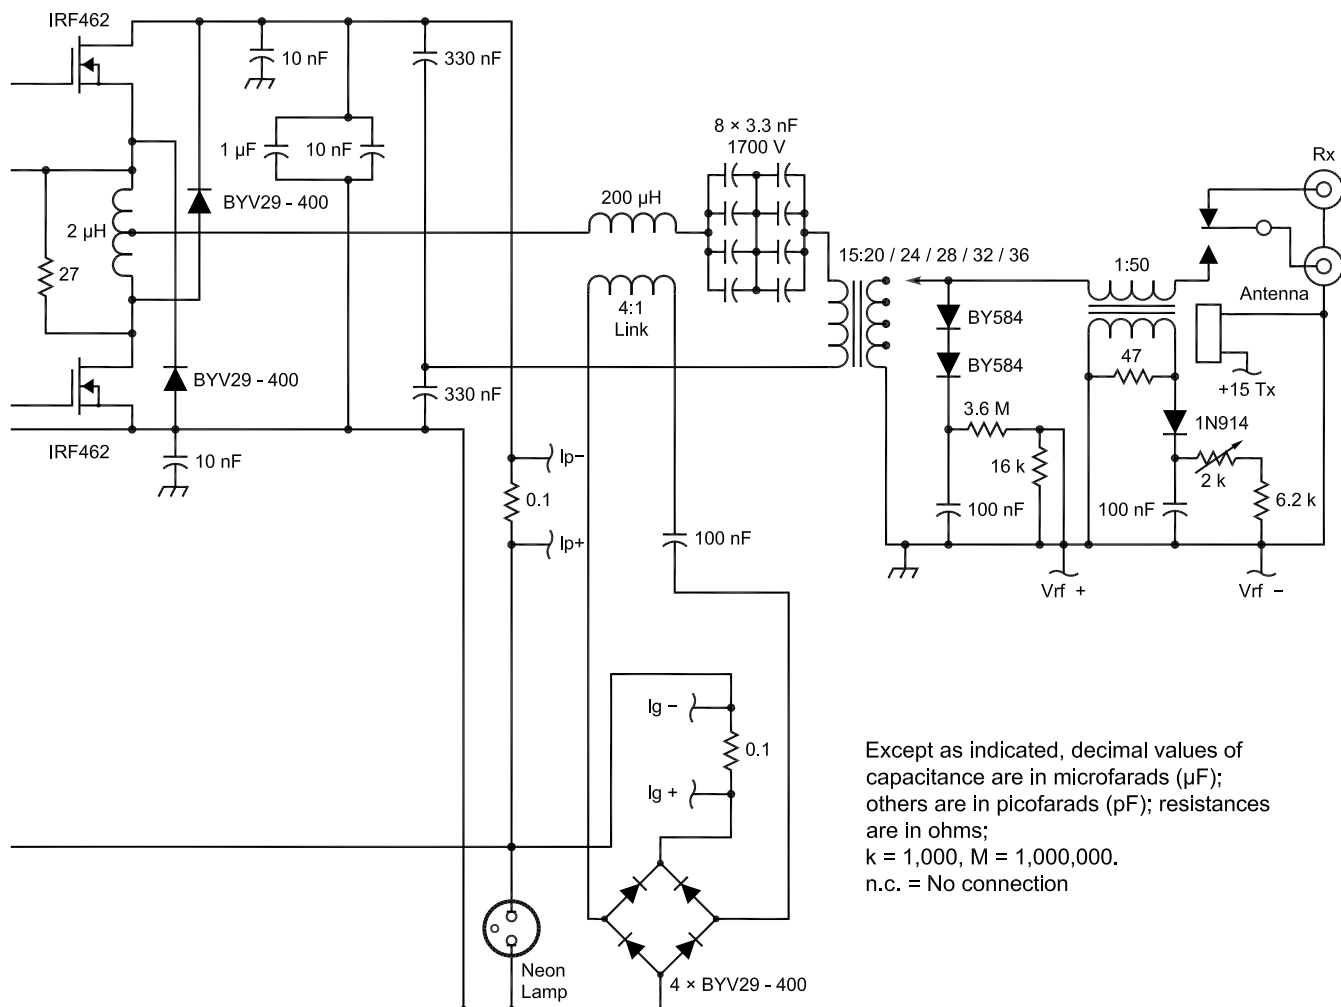 IRF462
10 nF
330 nF
1 µF
10 nF
8 × 3.3 nF
1700 V
Rx
BYV29 - 400
200 µH
2 µH
27
15:20 / 24 / 28 / 32 / 36
1:50
Antenna
4:1
Link
BY584
BY584
47
+15 Tx
BYV29 - 400
330 nF
3.6 M
1N914
IRF462
10 nF
Ip−
16 k
2 k
0.1
6.2 k
100 nF
100 nF
Ip+
100 nF
Vrf +
Vrf −
Ig −
0.1
Ig +
Except as indicated, decimal values of
capacitance are in microfarads (µF);
others are in picofarads (pF); resistances
are in ohms;
k = 1,000, M = 1,000,000.
n.c. = No connection
Neon
Lamp
4 × BYV29 - 400